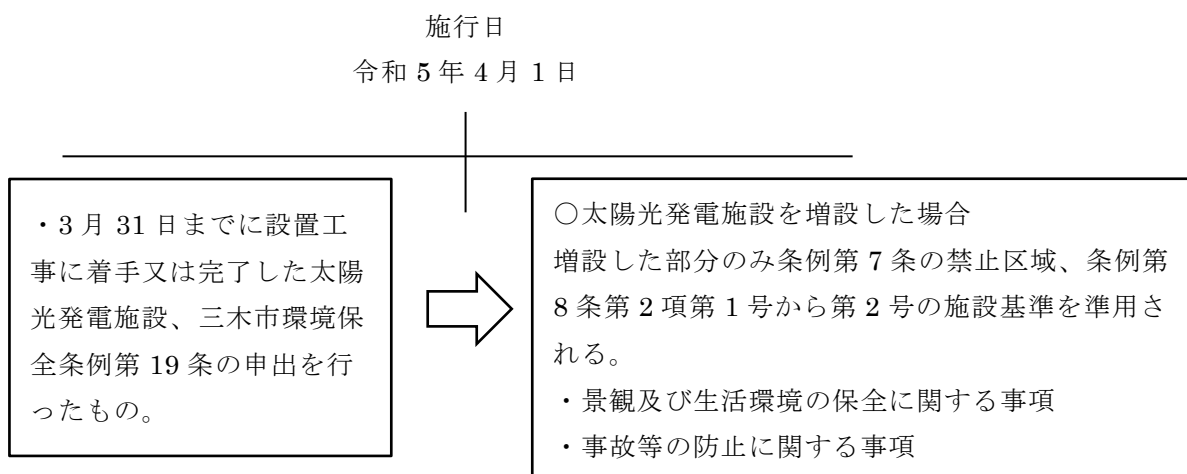 施行日
令和 5 年 4 月 1 日
・3 月 31 日までに設置工
事に着手又は完了した太陽
光発電施設、三木市環境保
全条例第 19 条の申出を行
ったもの。
○太陽光発電施設を増設した場合
増設した部分のみ条例第 7 条の禁止区域、条例第
8 条第 2 項第 1 号から第 2 号の施設基準を準用さ
れる。
・景観及び生活環境の保全に関する事項
・事故等の防止に関する事項